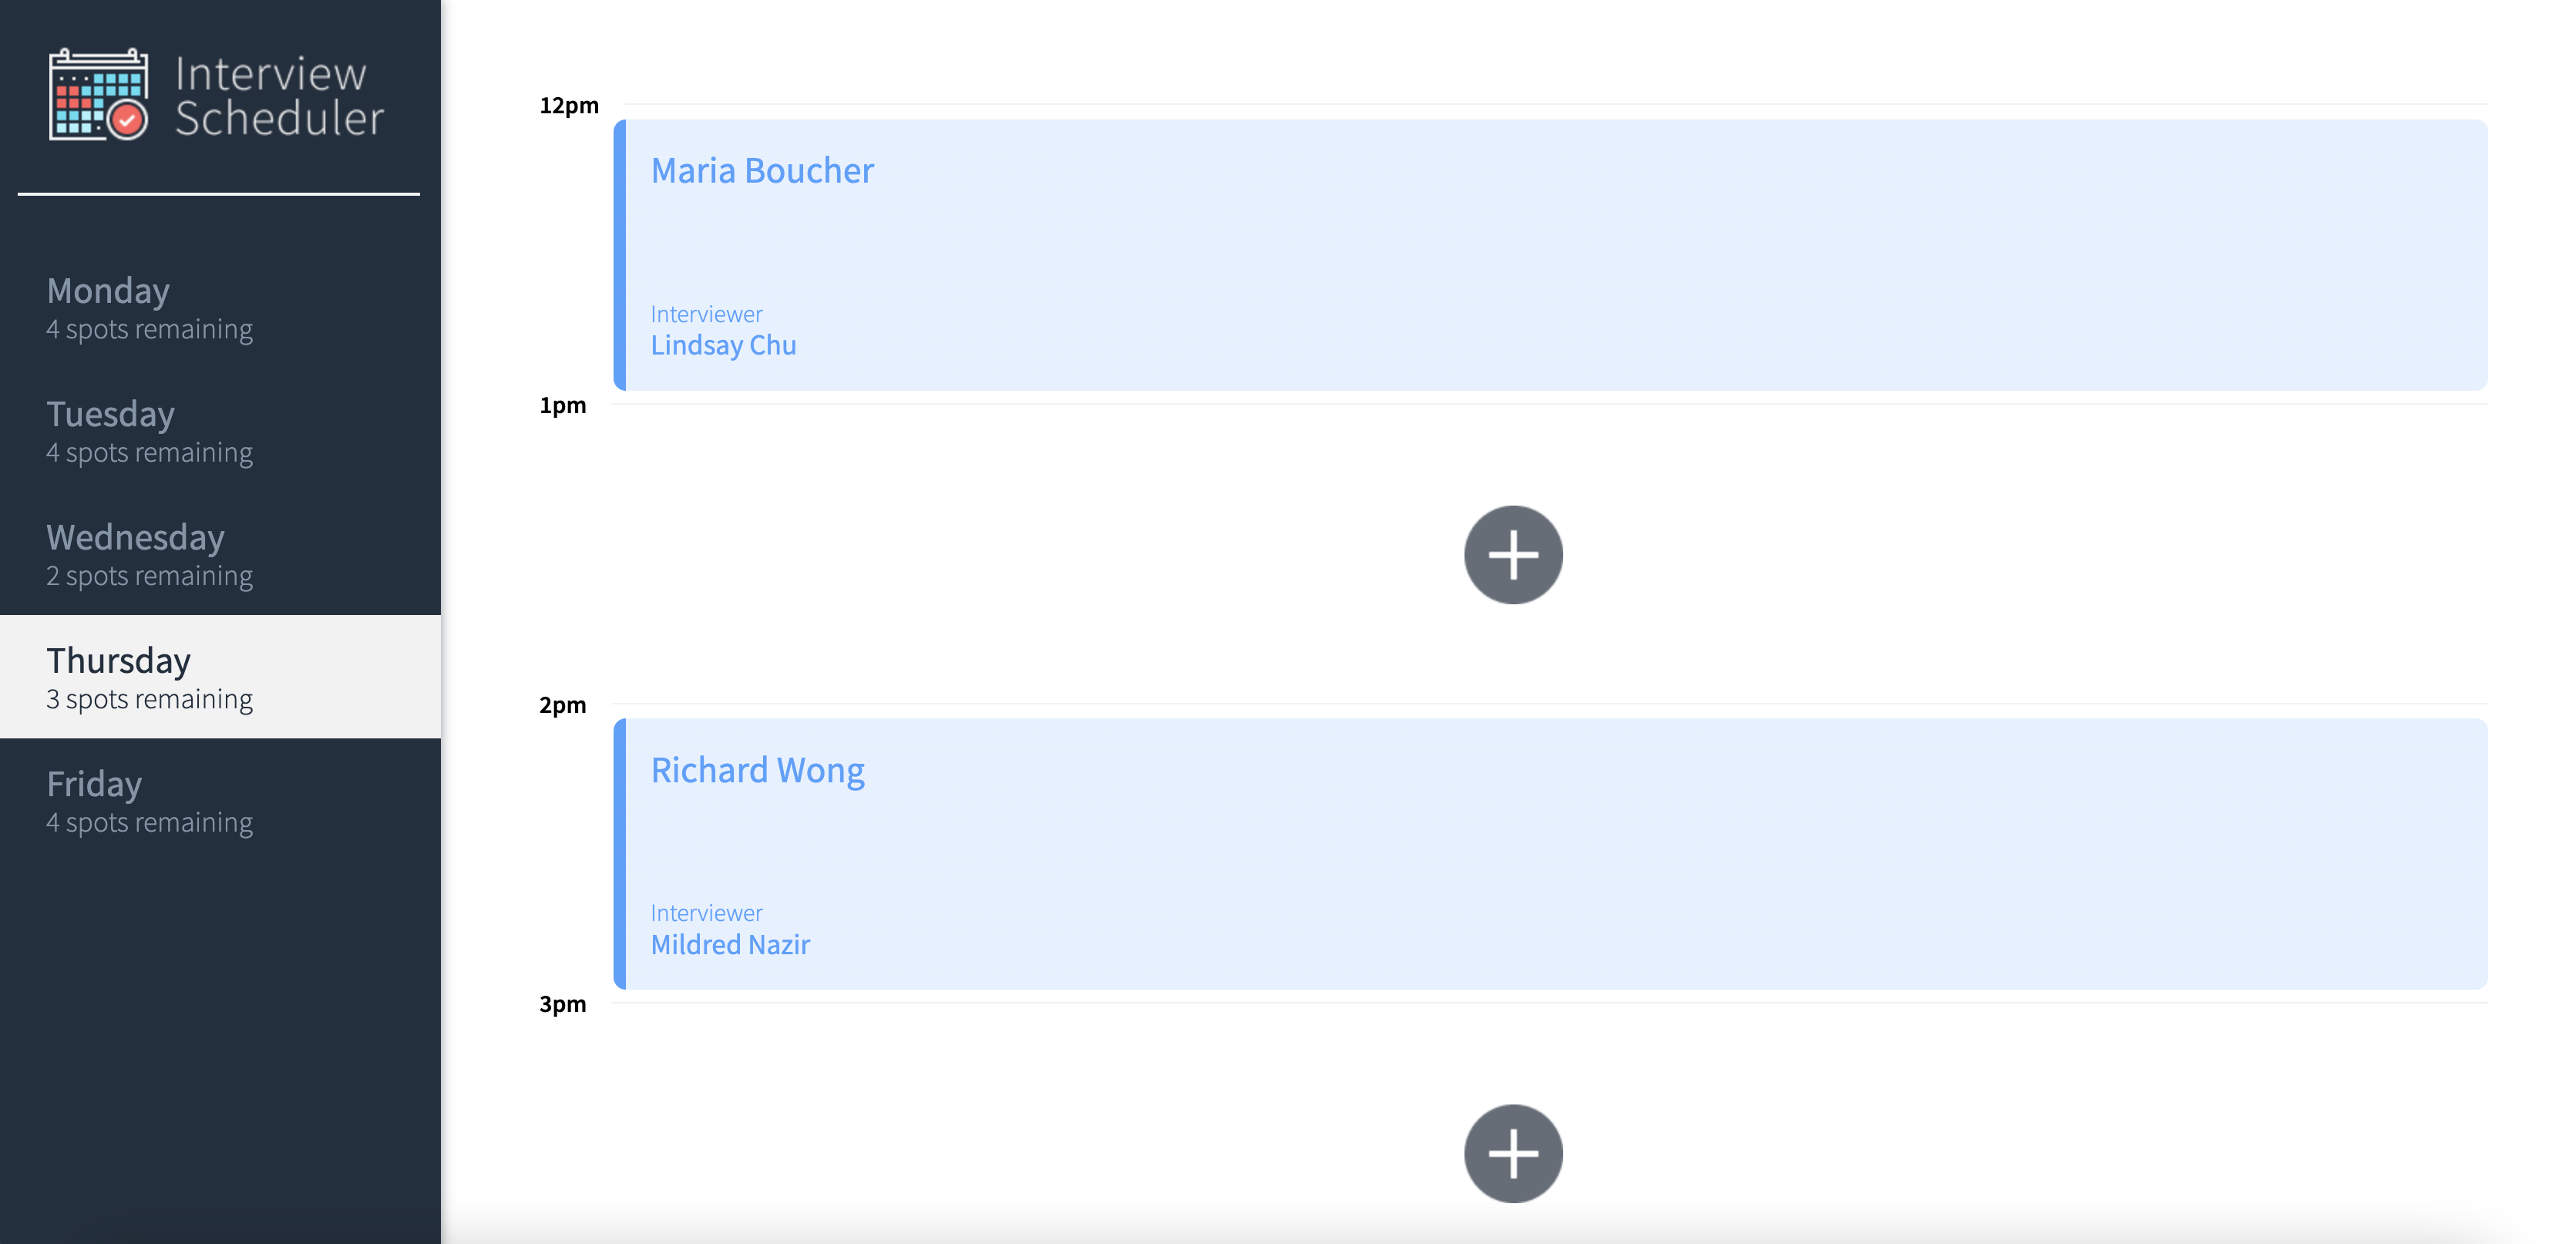 Interview
Scheduler
Monday
4 spots remaining
Tuesday
4 spots remaining
Wednesday
2 spots remaining
Thursday
3 spots remaining
Friday
4 spots remaining
12pm
Maria Boucher
Interviewer
Lindsay Chu
1pm
2pm
Richard Wong
Interviewer
Mildred Nazir
3pm